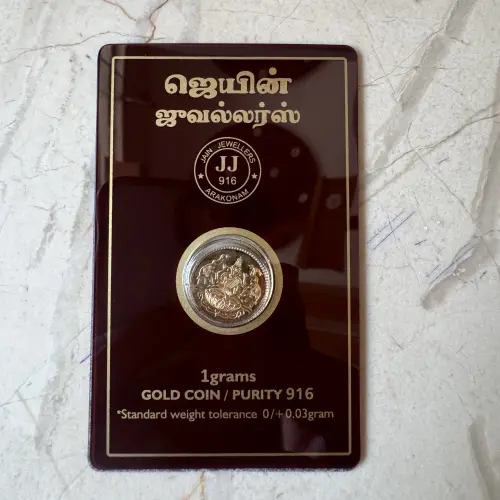 ஜெயின்
ஜுவல்லர்ஸ்
JAIN JEWELLERS
JJ
916
ARAKONAM
1grams
GOLD COIN / PURITY 916
*Standard weight tolerance 0/+0.03gram